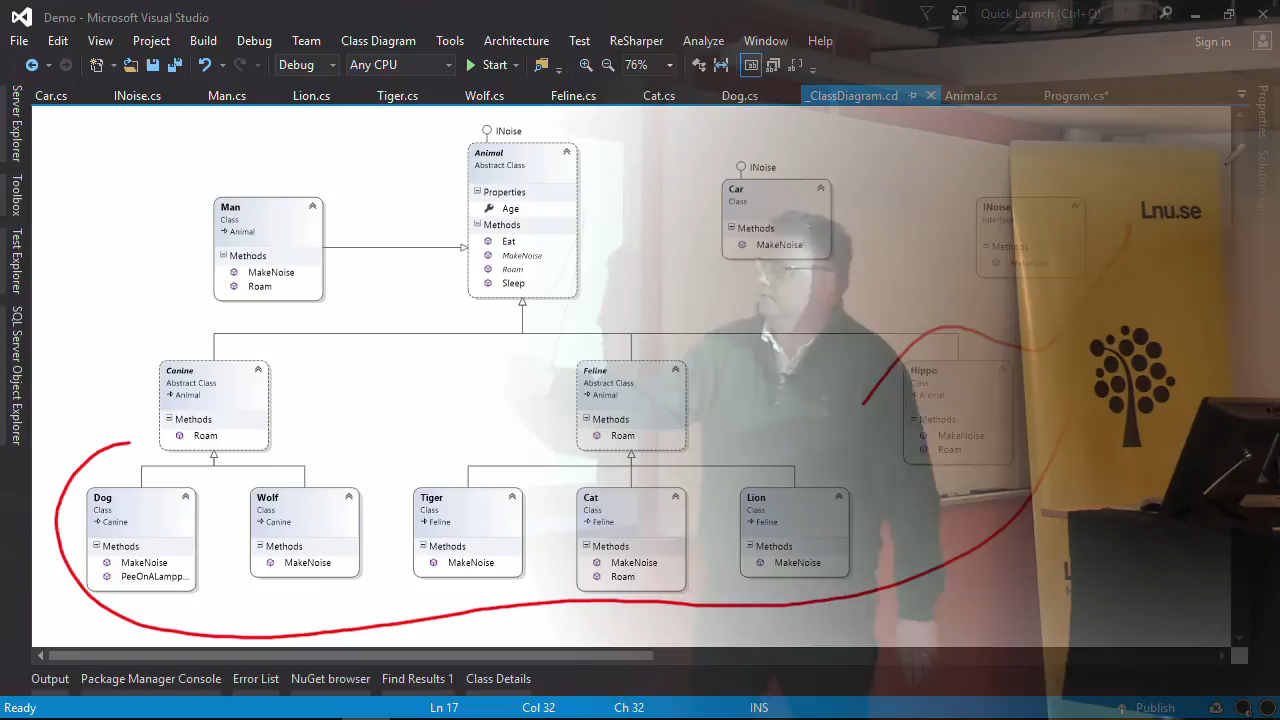 Demo - Microsoft Visual Studio
Quick Launch (Ctrl+Q)
File Edit View Project Build Debug Team Class Diagram Tools Architecture Test ReSharper Analyze Window Help
Sign in
Debug Any CPU Start 76%
Car.cs INoise.cs Man.cs Lion.cs Tiger.cs Wolf.cs Feline.cs Cat.cs Dog.cs _ClassDiagram.cd Animal.cs Program.cs*
Server Explorer
Toolbox
Test Explorer
SQL Server Object Explorer
Properties
INoise
Animal
Abstract Class
Properties
Age
Methods
Eat
MakeNoise
Roam
Sleep
Man
Class
Animal
Methods
MakeNoise
Roam
INoise
Car
Class
Methods
MakeNoise
INoise
Interface
Methods
MakeNoise
Lnu.se
Canine
Abstract Class
Animal
Methods
Roam
Feline
Abstract Class
Animal
Methods
Roam
Hippo
Class
Animal
Methods
MakeNoise
Roam
Dog
Class
Canine
Methods
MakeNoise
PeeOnALampp...
Wolf
Class
Canine
Methods
MakeNoise
Tiger
Class
Feline
Methods
MakeNoise
Cat
Class
Feline
Methods
MakeNoise
Roam
Lion
Class
Feline
Methods
MakeNoise
Output Package Manager Console Error List NuGet browser Find Results 1 Class Details
Ready Ln 17 Col 32 Ch 32 INS Publish